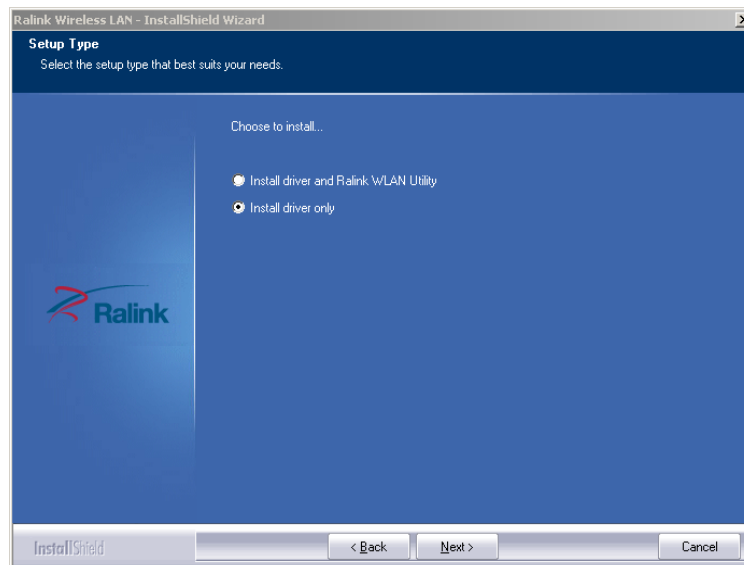 Ralink Wireless LAN - InstallShield Wizard
Setup Type
Select the setup type that best suits your needs.
Choose to install...
Install driver and Ralink WLAN Utility
Install driver only
Ralink
InstallShield
< Back
Next >
Cancel